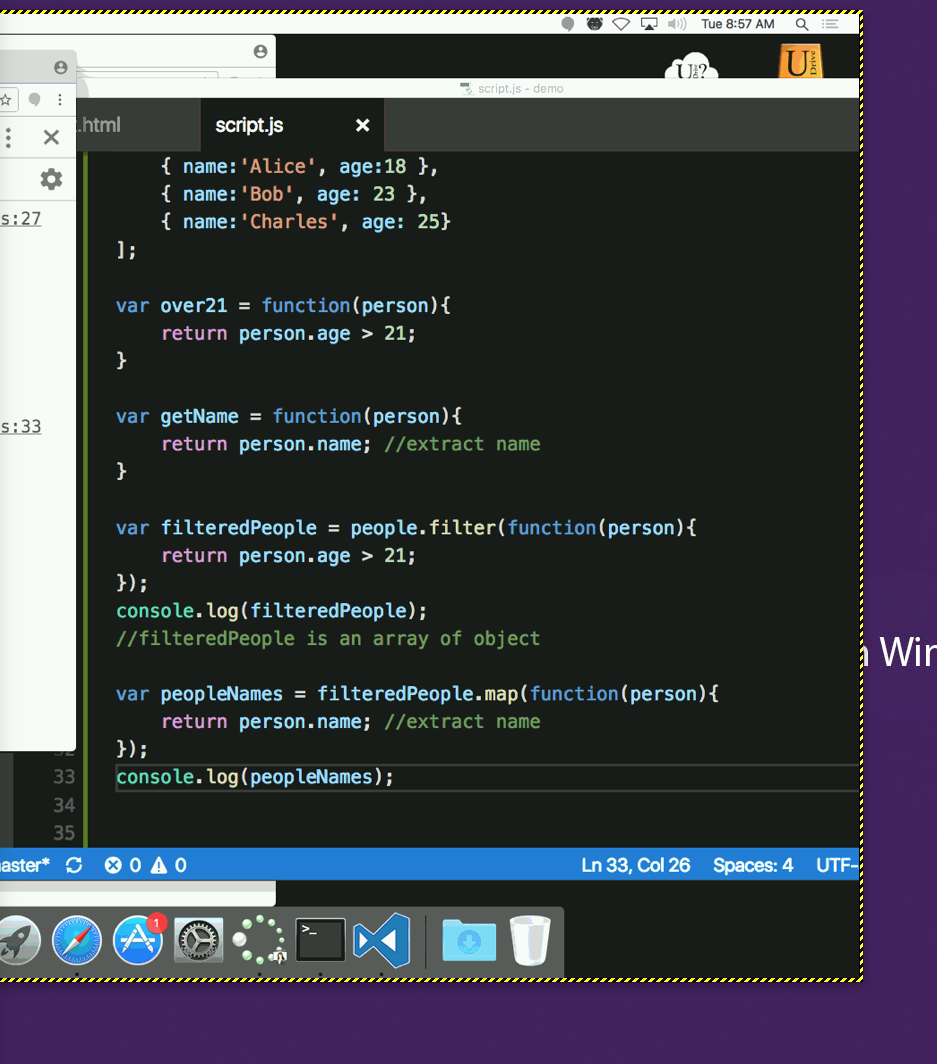 Tue 8:57 AM
U?
U
script.js - demo
.html
script.js
s:27
{ name:'Alice', age:18 },
{ name:'Bob', age: 23 },
{ name:'Charles', age: 25}
];
var over21 = function(person){
return person.age > 21;
}
var getName = function(person){
s:33
return person.name; //extract name
}
var filteredPeople = people.filter(function(person){
return person.age > 21;
});
console.log(filteredPeople);
//filteredPeople is an array of object
var peopleNames = filteredPeople.map(function(person){
return person.name; //extract name
});
33 console.log(peopleNames);
34
35
aster* 0 0 Ln 33, Col 26 Spaces: 4 UTF-
1
>_